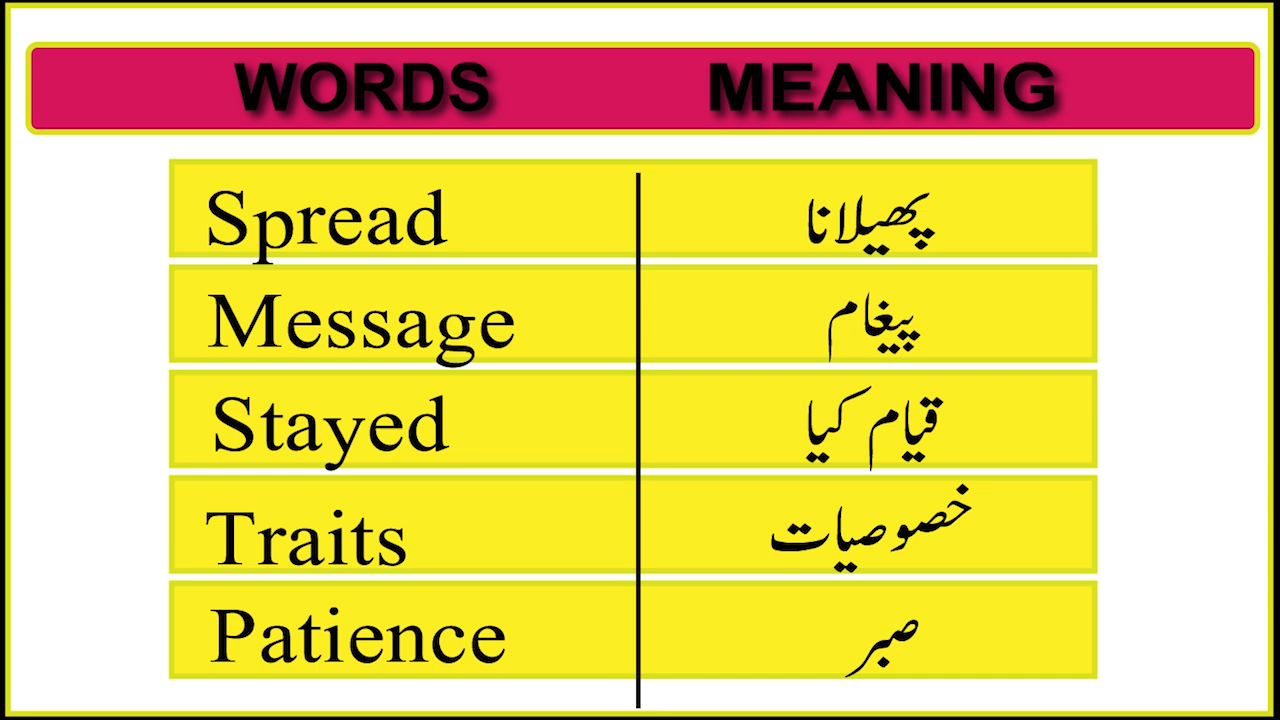 WORDS MEANING
Spread پھیلانا
Message پیغام
Stayed قیام کیا
Traits خصوصیات
Patience صبر